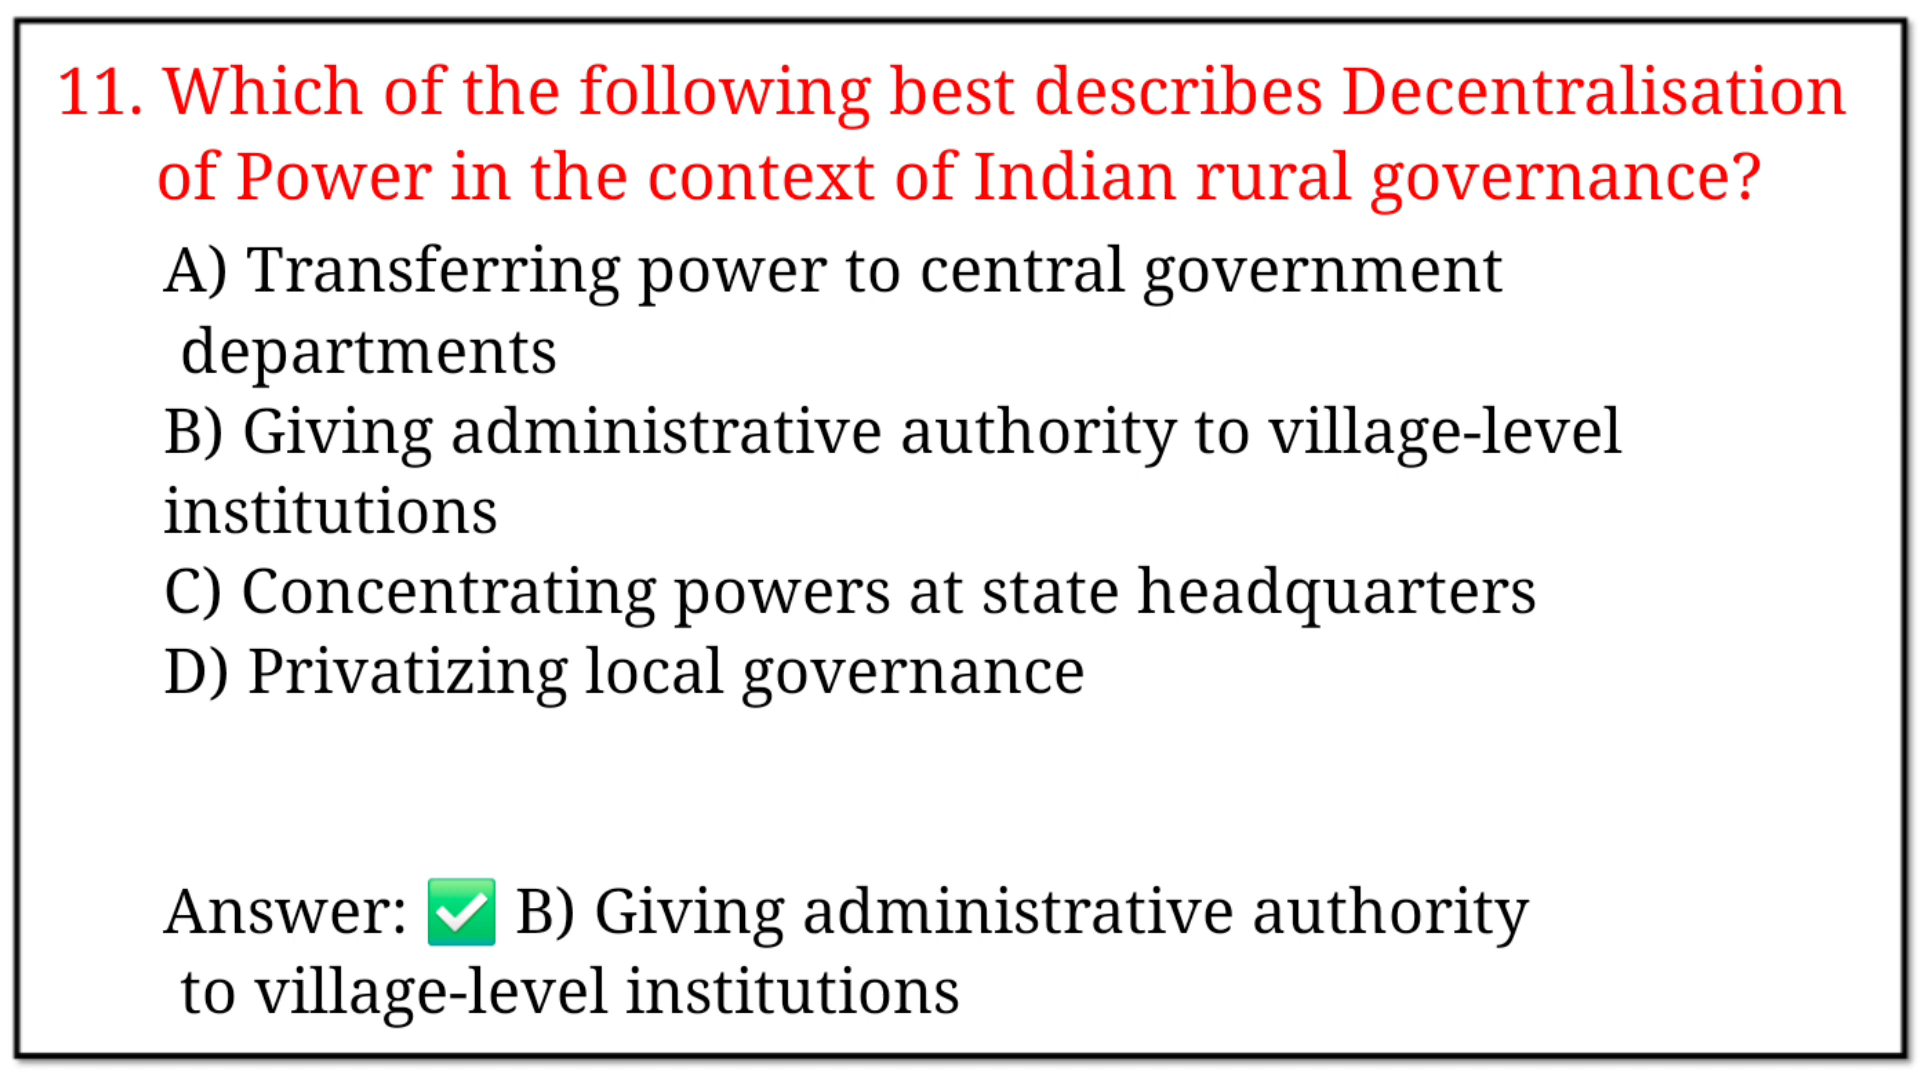 11. Which of the following best describes Decentralisation
of Power in the context of Indian rural governance?
A) Transferring power to central government
departments
B) Giving administrative authority to village-level
institutions
C) Concentrating powers at state headquarters
D) Privatizing local governance
Answer: ✅ B) Giving administrative authority
to village-level institutions